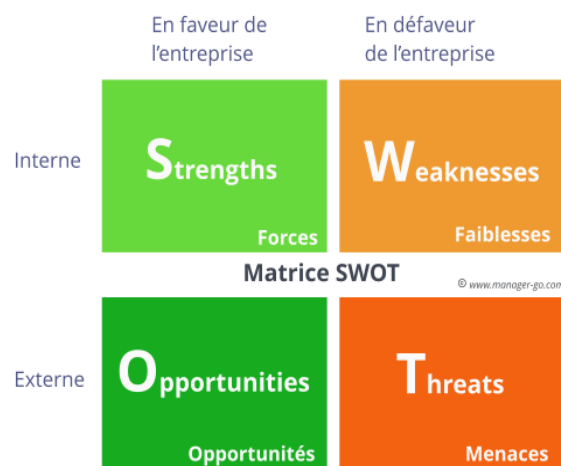 En faveur de
l'entreprise
En défaveur
de l'entreprise
Interne
Strengths
Forces
Weaknesses
Faiblesses
Matrice SWOT
© www.manager-go.com
Externe
Opportunities
Opportunités
Threats
Menaces